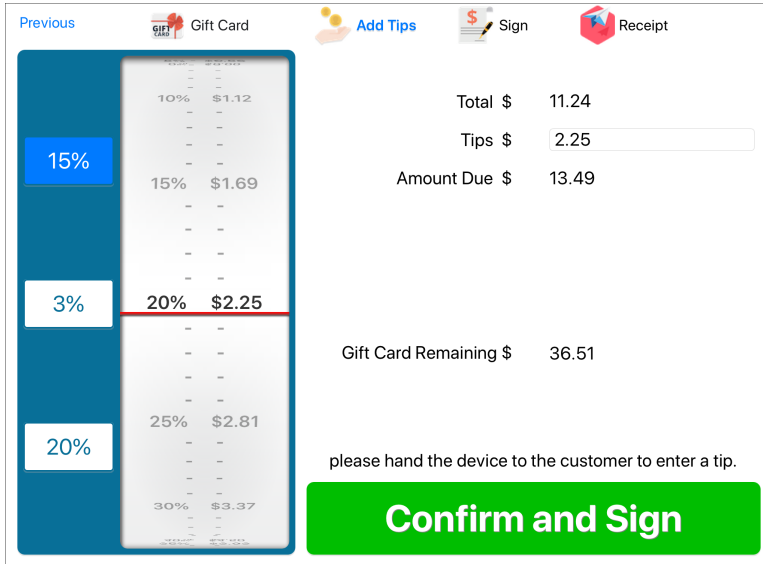 Previous
GIFT CARD
Gift Card
Add Tips
$
Sign
Receipt
15%
3%
20%
10% $1.12
15% $1.69
20% $2.25
25% $2.81
30% $3.37
Total $ 11.24
Tips $ 2.25
Amount Due $ 13.49
Gift Card Remaining $ 36.51
please hand the device to the customer to enter a tip.
Confirm and Sign